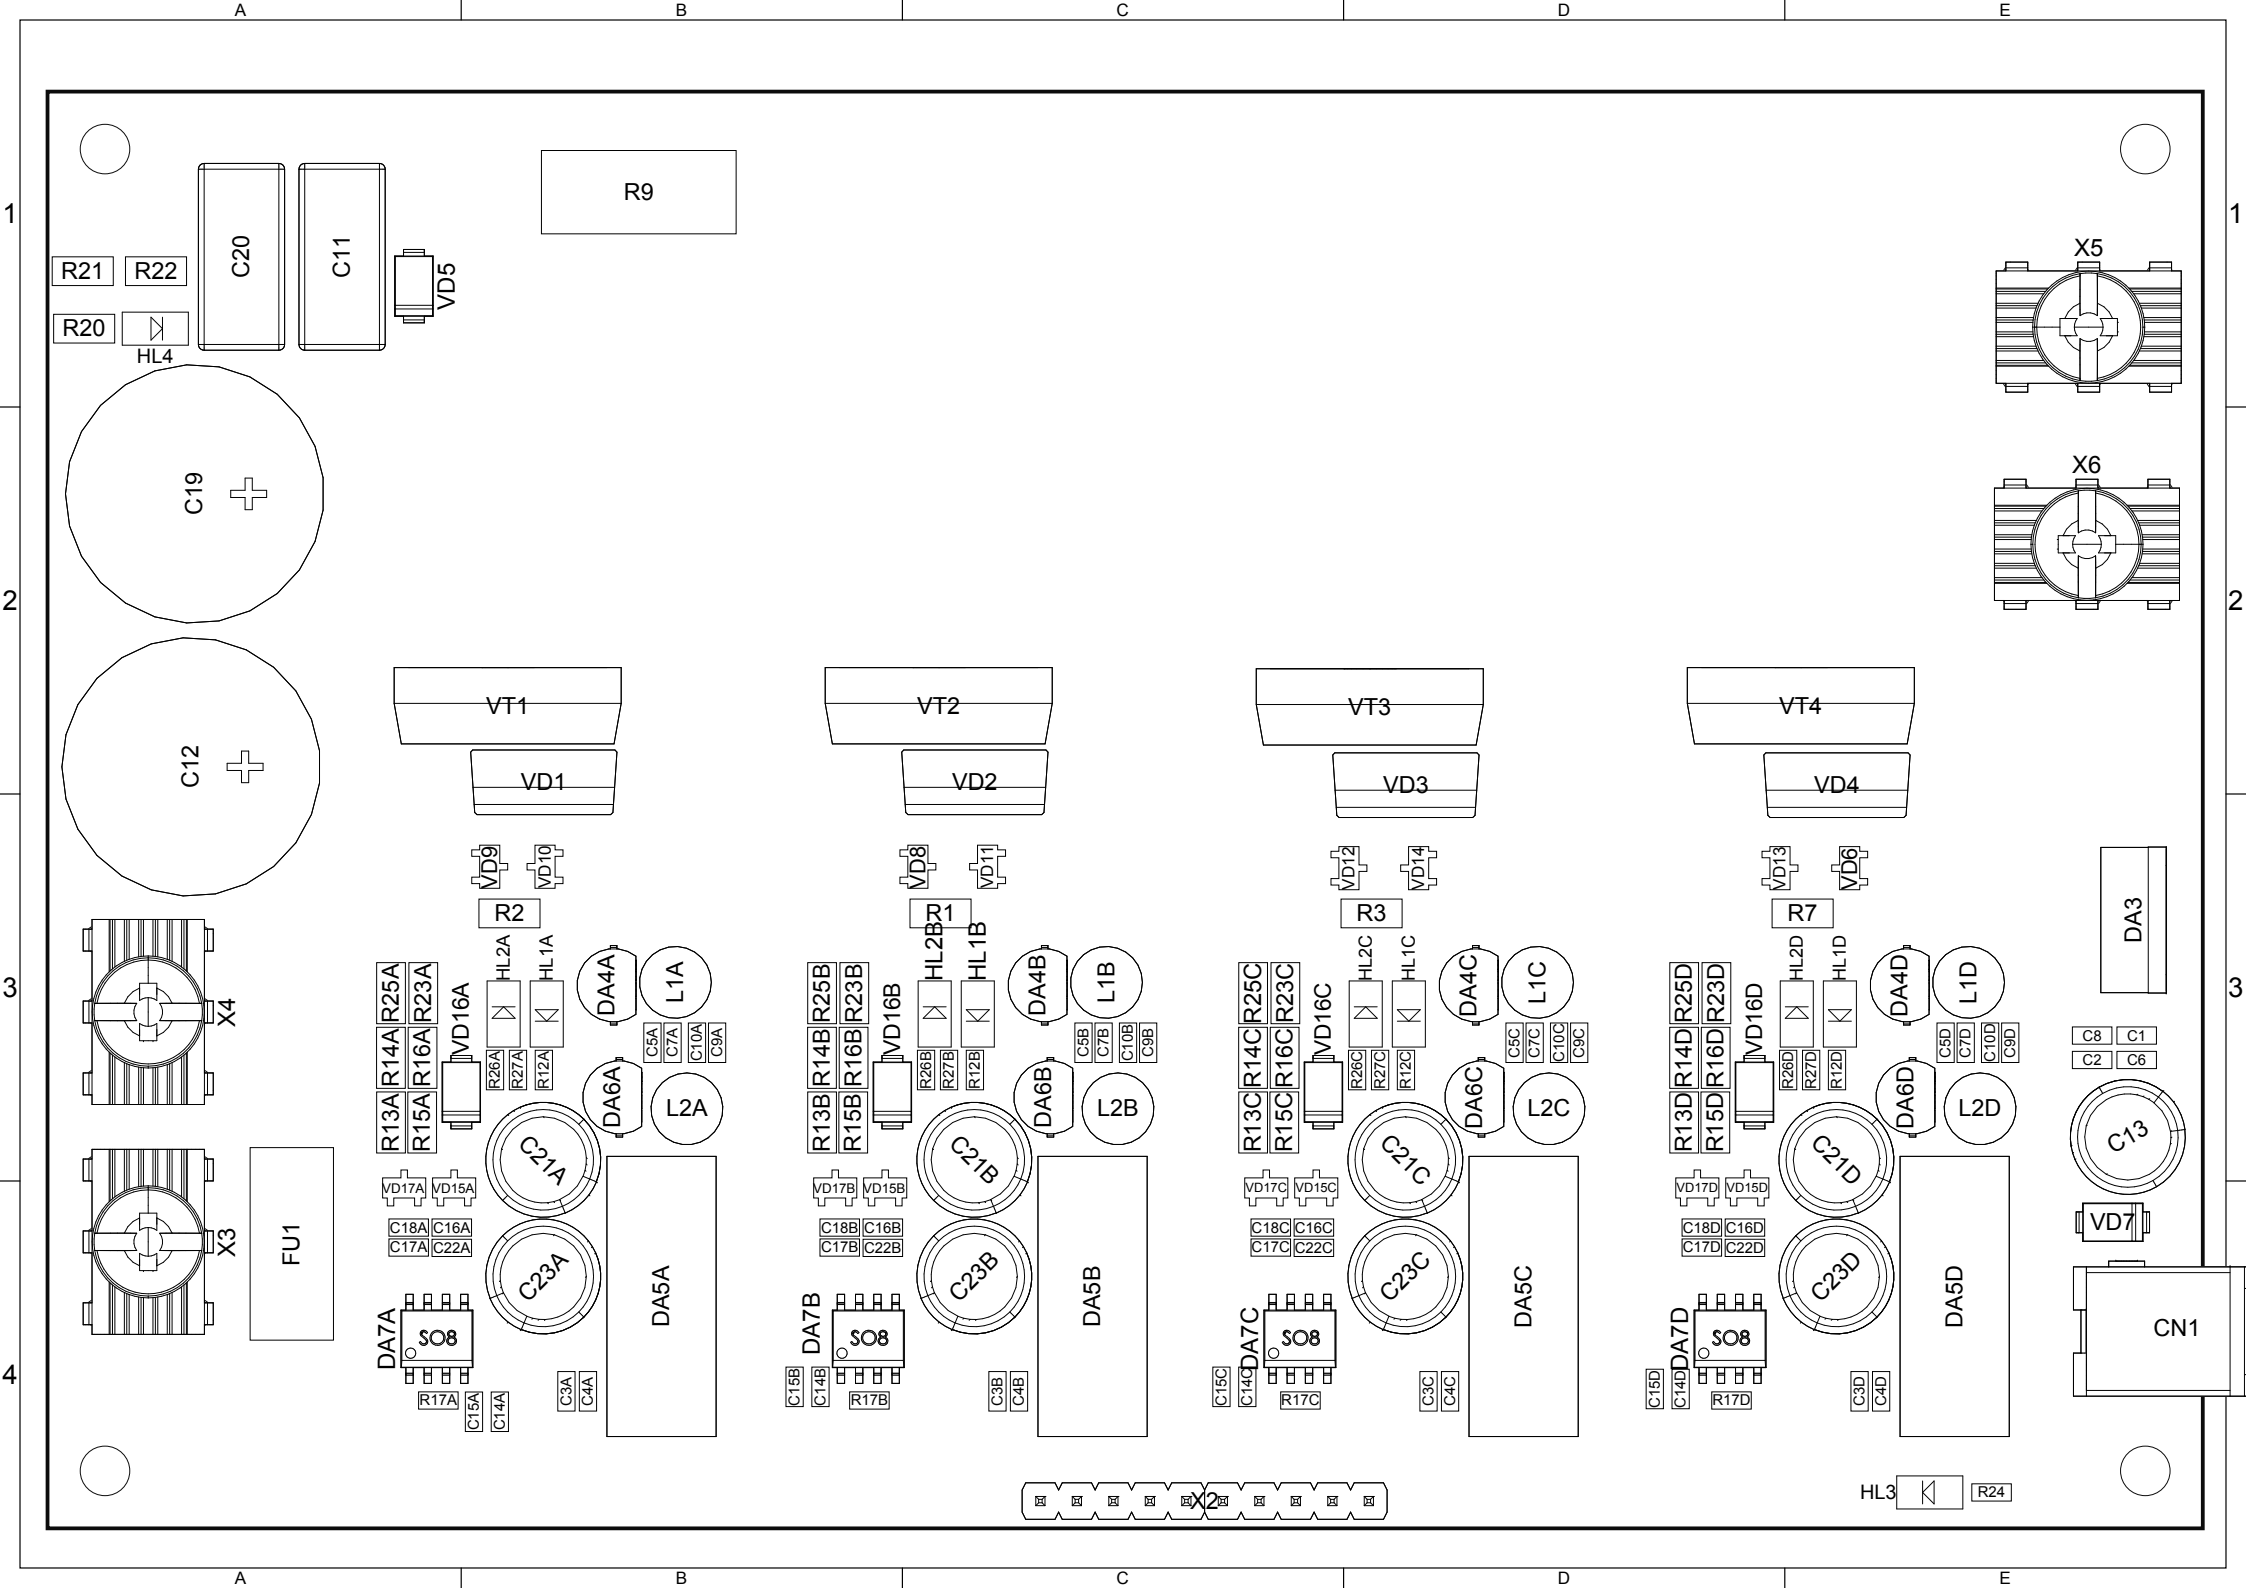 A B C D E
1 1
R9
C20 C11 VD5
R21 R22
X5
R20
HL4
X6
C19
2 2
VT1 VT2 VT3 VT4
C12
VD1 VD2 VD3 VD4
VD9 VD10 VD8 VD11 VD12 VD14 VD13 VD6
R2 R1 R3 R7
DA3
HL2A HL1A HL2B HL1B HL2C HL1C HL2D HL1D
3 3
X4
R25A R23A DA4A L1A
R25B R23B DA4B L1B
R25C R23C DA4C L1C
R25D R23D DA4D L1D
VD16A VD16B VD16C VD16D
R14A R16A C5A C7A C10A C9A
R14B R16B C5B C7B C10B C9B
R14C R16C C5C C7C C10C C9C
R14D R16D C5D C7D C10D C9D
C8 C1
C2 C6
R26A R27A R12A
R26B R27B R12B
R26C R27C R12C
R26D R27D R12D
R13A R15A DA6A L2A
R13B R15B DA6B L2B
R13C R15C DA6C L2C
R13D R15D DA6D L2D
C13
C21A C21B C21C C21D
VD17A VD15A VD17B VD15B VD17C VD15C VD17D VD15D
X3 FU1
C18A C16A C18B C16B C18C C16C C18D C16D
VD7
C17A C22A C17B C22B C17C C22C C17D C22D
C23A C23B C23C C23D
DA5A DA5B DA5C DA5D
DA7A SO8 DA7B SO8 DA7C SO8 DA7D SO8
CN1
4 4
R17A C15A C14A C3A C4A
C15B C14B R17B C3B C4B
C15C C14C R17C C3C C4C
C15D C14D R17D C3D C4D
X2
HL3 R24
A B C D E